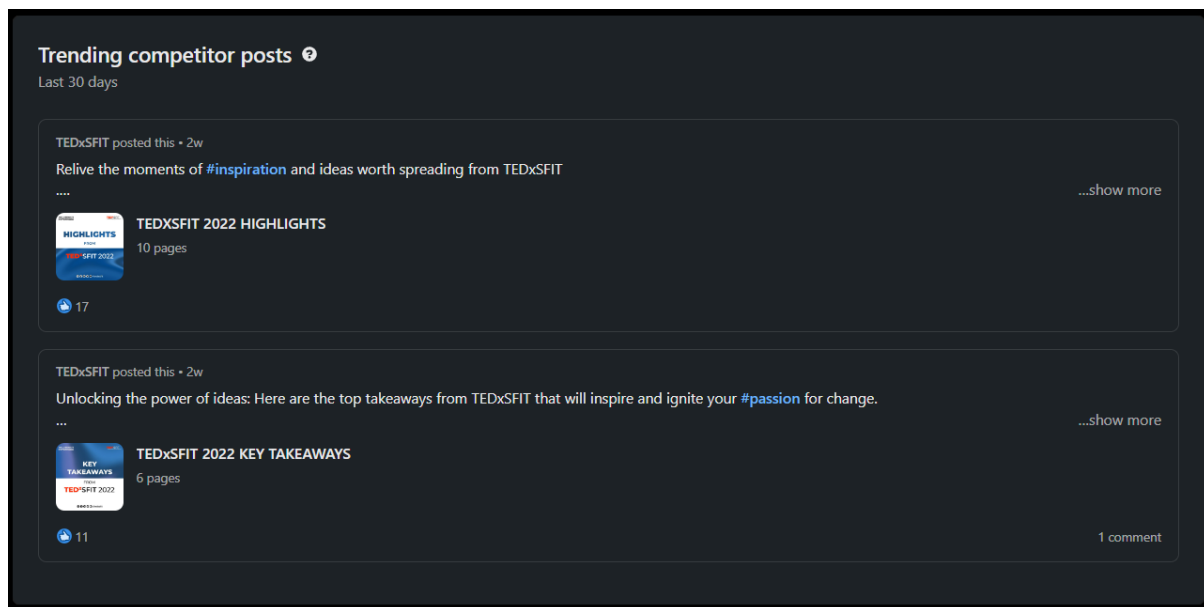 Trending competitor posts ?
Last 30 days
TEDxSFIT posted this • 2w
Relive the moments of #inspiration and ideas worth spreading from TEDxSFIT
....
...show more
HIGHLIGHTS
FROM
TEDxSFIT 2022
TEDXSFIT 2022 HIGHLIGHTS
10 pages
17
TEDxSFIT posted this • 2w
Unlocking the power of ideas: Here are the top takeaways from TEDxSFIT that will inspire and ignite your #passion for change.
...
...show more
KEY
TAKEAWAYS
FROM
TEDxSFIT 2022
TEDxSFIT 2022 KEY TAKEAWAYS
6 pages
11
1 comment